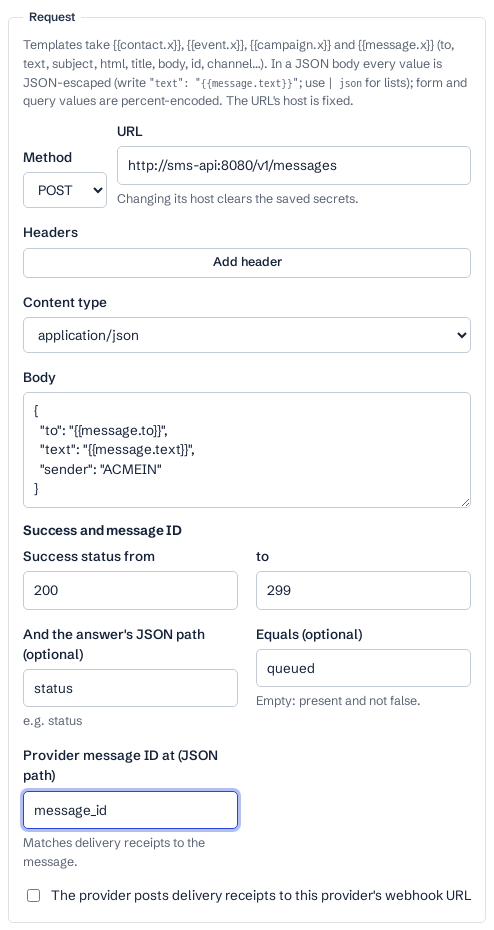 Request
Templates take {{contact.x}}, {{event.x}}, {{campaign.x}} and {{message.x}} (to,
text, subject, html, title, body, id, channel…). In a JSON body every value is
JSON-escaped (write "text": "{{message.text}}"; use | json for lists); form and
query values are percent-encoded. The URL's host is fixed.
URL
Method
http://sms-api:8080/v1/messages
POST
Changing its host clears the saved secrets.
Headers
Add header
Content type
application/json
Body
{
  "to": "{{message.to}}",
  "text": "{{message.text}}",
  "sender": "ACMEIN"
}
Success and message ID
Success status from
to
200
299
And the answer's JSON path
(optional)
Equals (optional)
status
queued
e.g. status
Empty: present and not false.
Provider message ID at (JSON
path)
message_id
Matches delivery receipts to the
message.
The provider posts delivery receipts to this provider's webhook URL